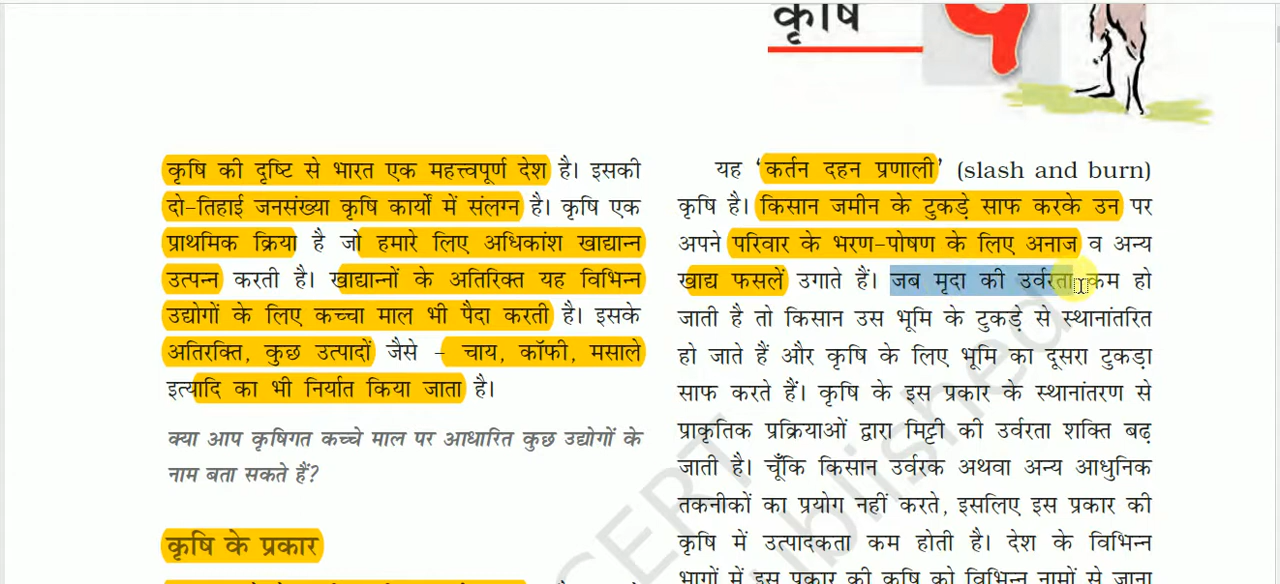 कृषि
कृषि की दृष्टि से भारत एक महत्त्वपूर्ण देश है। इसकी
दो-तिहाई जनसंख्या कृषि कार्यों में संलग्न है। कृषि एक
प्राथमिक क्रिया है जो हमारे लिए अधिकांश खाद्यान्न
उत्पन्न करती है। खाद्यान्नों के अतिरिक्त यह विभिन्न
उद्योगों के लिए कच्चा माल भी पैदा करती है। इसके
अतिरक्ति, कुछ उत्पादों जैसे – चाय, कॉफी, मसाले
इत्यादि का भी निर्यात किया जाता है।
क्या आप कृषिगत कच्चे माल पर आधारित कुछ उद्योगों के
नाम बता सकते हैं?
कृषि के प्रकार
यह ‘कर्तन दहन प्रणाली’ (slash and burn)
कृषि है। किसान जमीन के टुकड़े साफ करके उन पर
अपने परिवार के भरण-पोषण के लिए अनाज व अन्य
खाद्य फसलें उगाते हैं। जब मृदा की उर्वरता कम हो
जाती है तो किसान उस भूमि के टुकड़े से स्थानांतरित
हो जाते हैं और कृषि के लिए भूमि का दूसरा टुकड़ा
साफ करते हैं। कृषि के इस प्रकार के स्थानांतरण से
प्राकृतिक प्रक्रियाओं द्वारा मिट्टी की उर्वरता शक्ति बढ़
जाती है। चूँकि किसान उर्वरक अथवा अन्य आधुनिक
तकनीकों का प्रयोग नहीं करते, इसलिए इस प्रकार की
कृषि में उत्पादकता कम होती है। देश के विभिन्न
भागों में इस प्रकार की कृषि को विभिन्न नामों से जाना